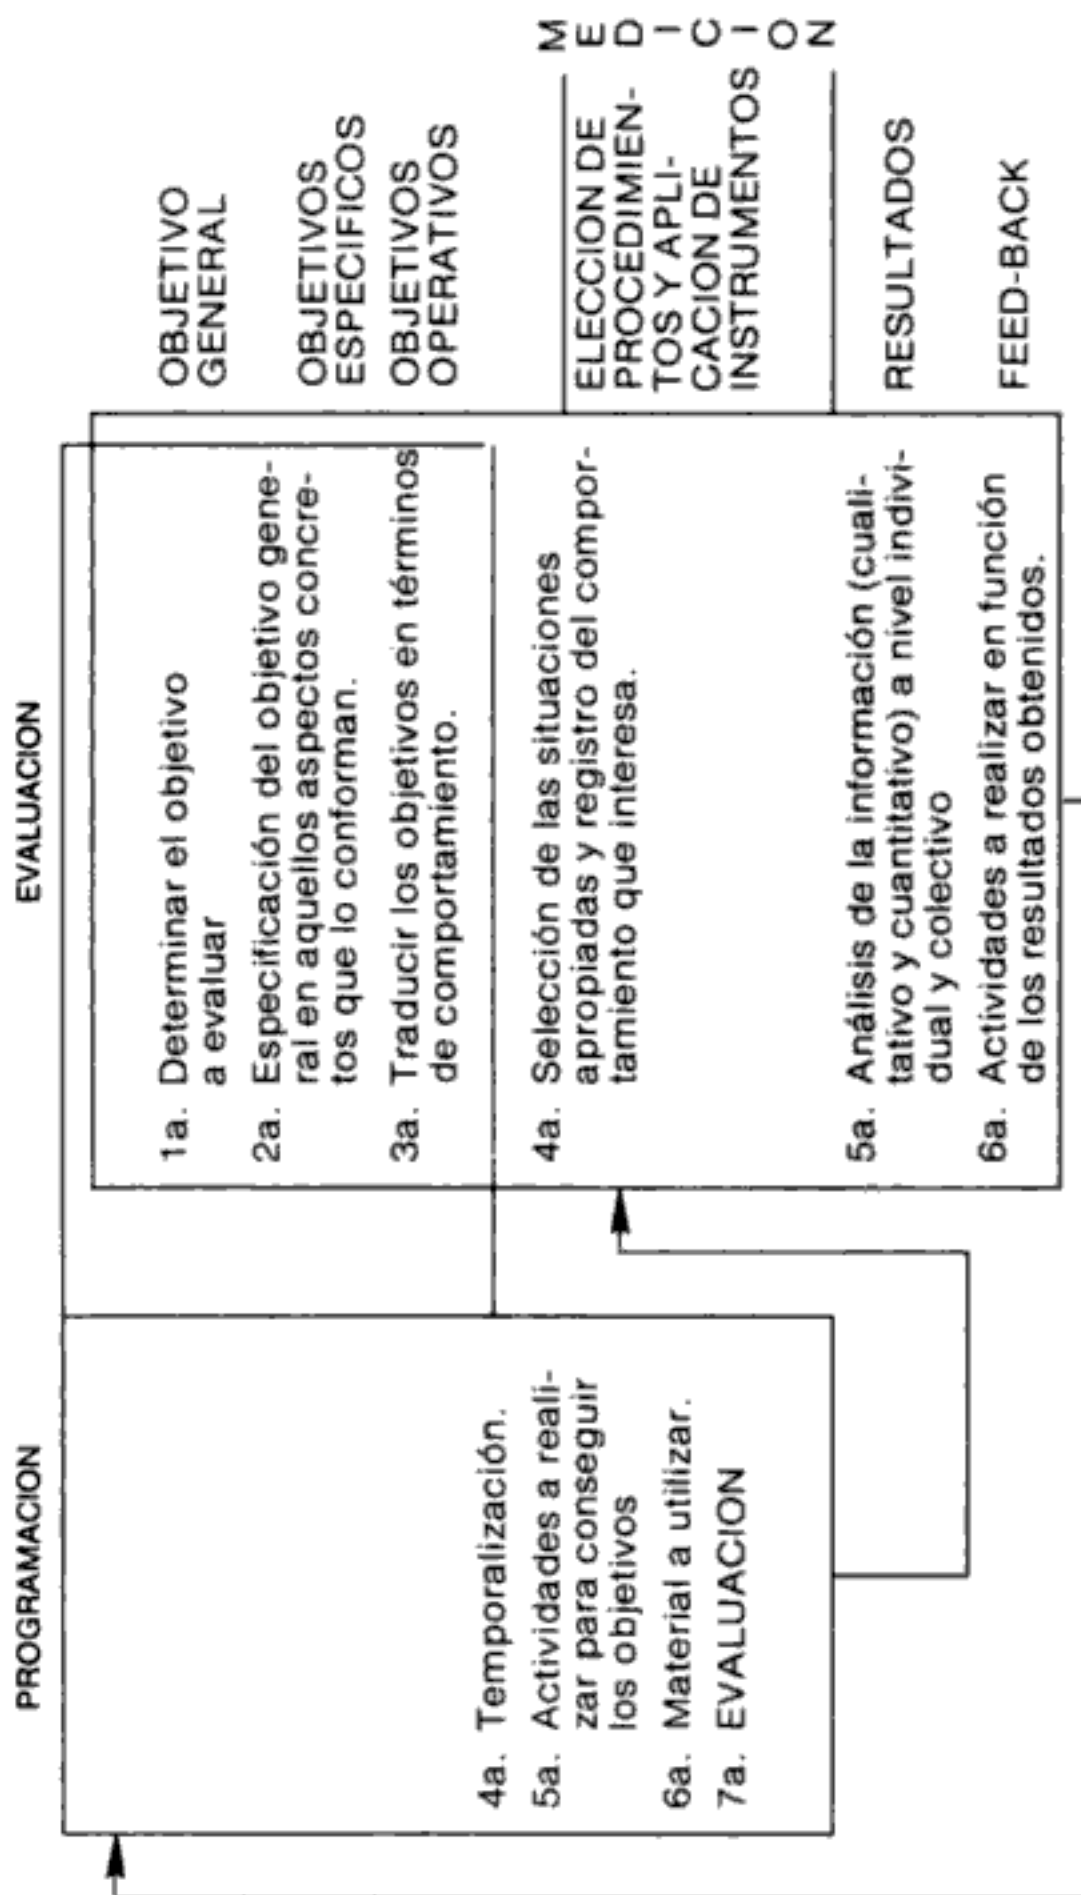 PROGRAMACION
4a. Temporalización.
5a. Actividades a reali-
zar para conseguir
los objetivos
6a. Material a utilizar.
7a. EVALUACION
EVALUACION
1a. Determinar el objetivo
a evaluar
2a. Especificación del objetivo gene-
ral en aquellos aspectos concre-
tos que lo conforman.
3a. Traducir los objetivos en términos
de comportamiento.
4a. Selección de las situaciones
apropiadas y registro del compor-
tamiento que interesa.
5a. Análisis de la información (cuali-
tativo y cuantitativo) a nivel indivi-
dual y colectivo
6a. Actividades a realizar en función
de los resultados obtenidos.
OBJETIVO
GENERAL
OBJETIVOS
ESPECIFICOS
OBJETIVOS
OPERATIVOS
ELECCION DE
PROCEDIMIEN-
TOS Y APLI-
CACION DE
INSTRUMENTOS
RESULTADOS
FEED-BACK
MEDICION